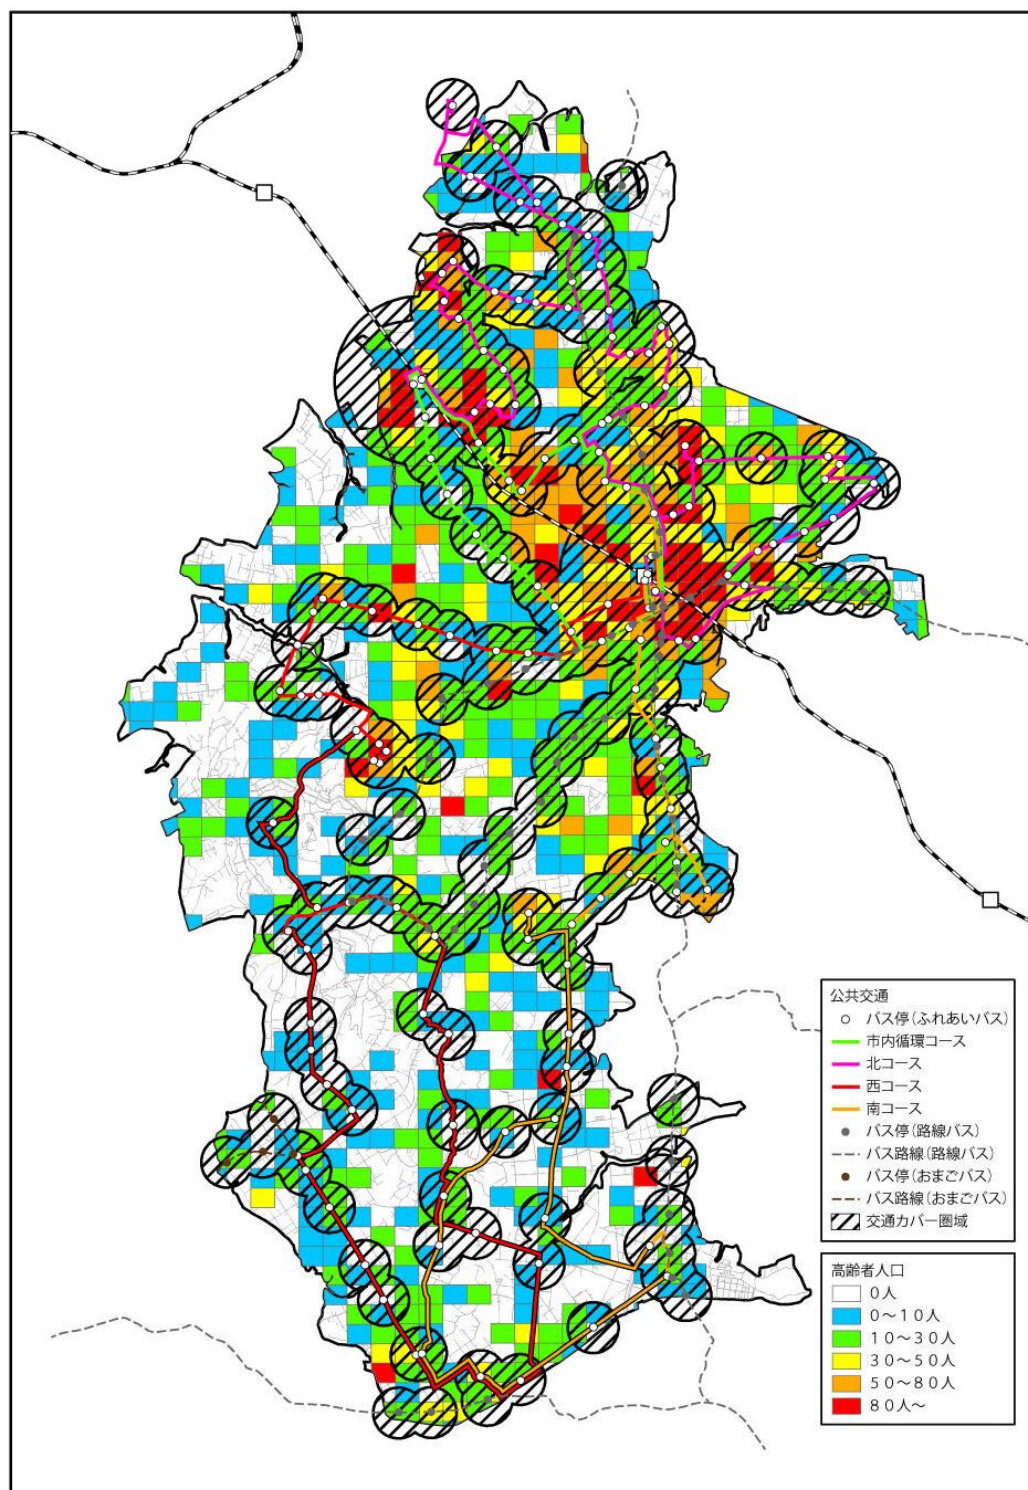 公共交通
バス停(ふれあいバス)
市内循環コース
北コース
西コース
南コース
バス停(路線バス)
バス路線(路線バス)
バス停(おまごバス)
バス路線(おまごバス)
交通カバー圏域
高齢者人口
0人
0~10人
10~30人
30~50人
50~80人
80人~